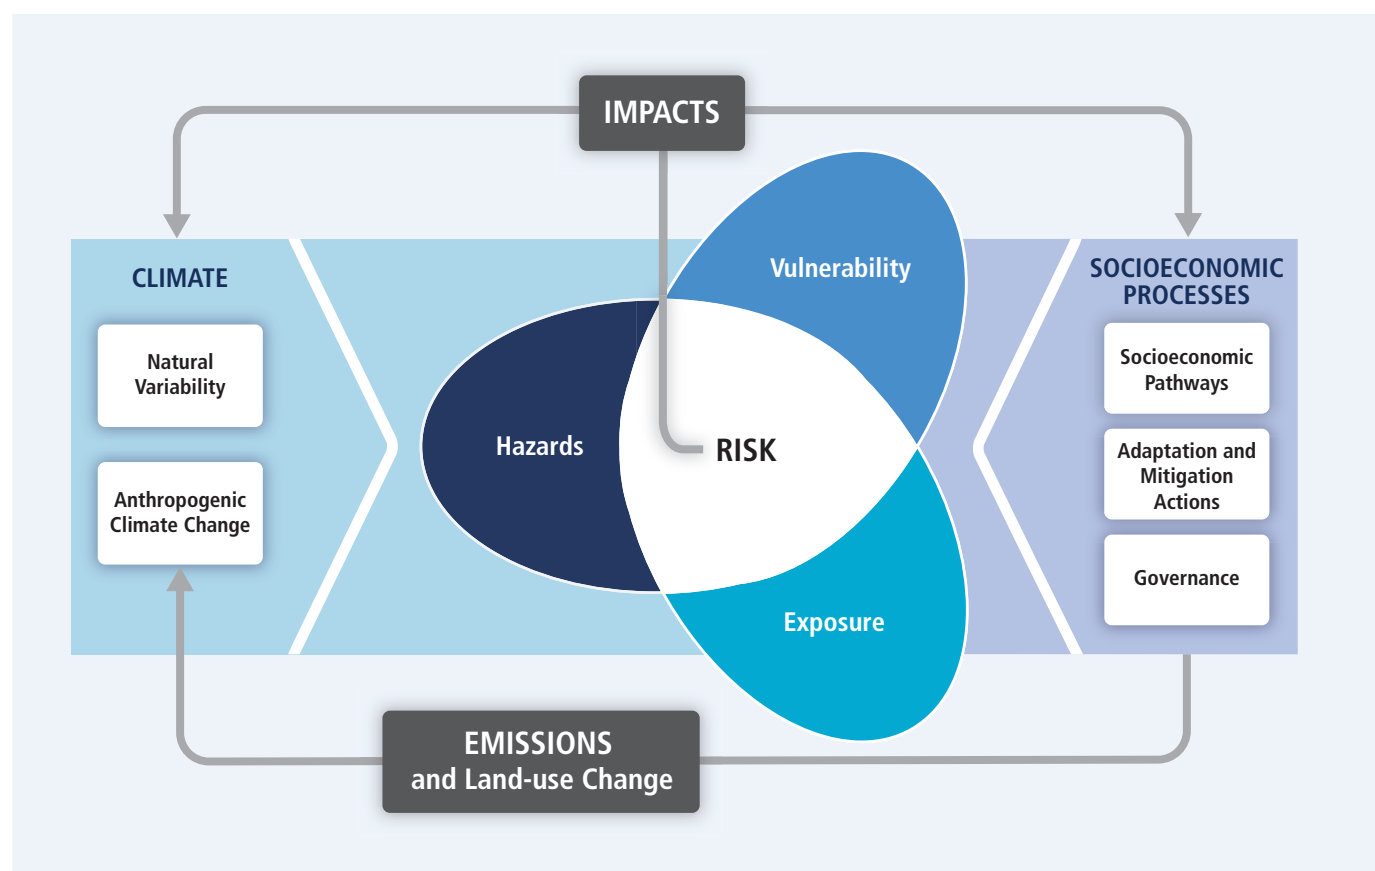 IMPACTS
CLIMATE
Natural
Variability
Anthropogenic
Climate Change
Vulnerability
Hazards
RISK
Exposure
SOCIOECONOMIC
PROCESSES
Socioeconomic
Pathways
Adaptation and
Mitigation
Actions
Governance
EMISSIONS
and Land-use Change